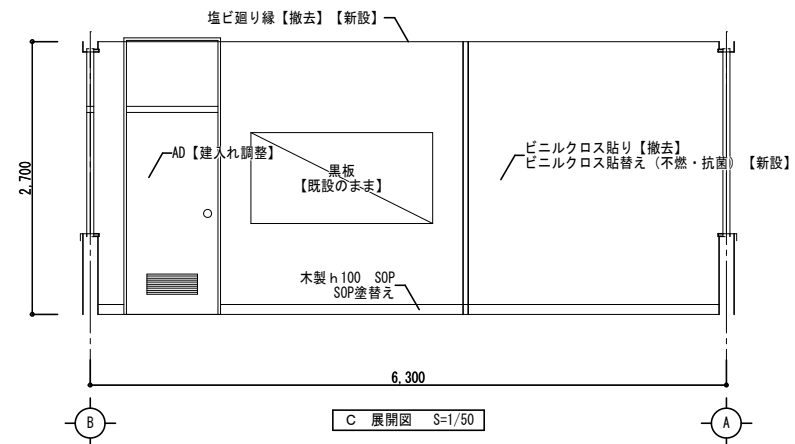 塩ビ廻り縁【撤去】【新設】
2,700
AD【建入れ調整】
黒板
【既設のまま】
ビニルクロス貼り【撤去】
ビニルクロス貼替え（不燃・抗菌）【新設】
木製ｈ100 SOP
SOP塗替え
6,300
B
C 展開図 S=1/50
A